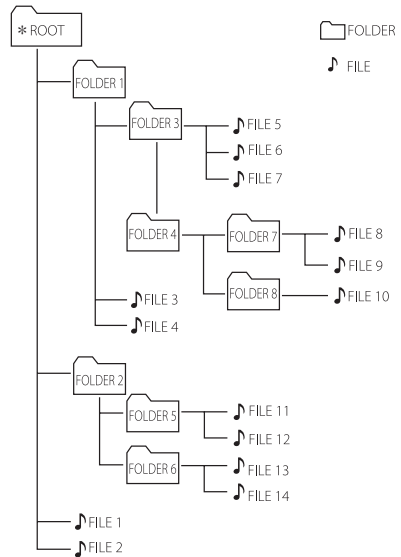 * ROOT
FOLDER
FILE
FOLDER 1
FOLDER 3
FILE 5
FILE 6
FILE 7
FOLDER 4
FOLDER 7
FILE 8
FILE 9
FOLDER 8
FILE 10
FILE 3
FILE 4
FOLDER 2
FOLDER 5
FILE 11
FILE 12
FOLDER 6
FILE 13
FILE 14
FILE 1
FILE 2